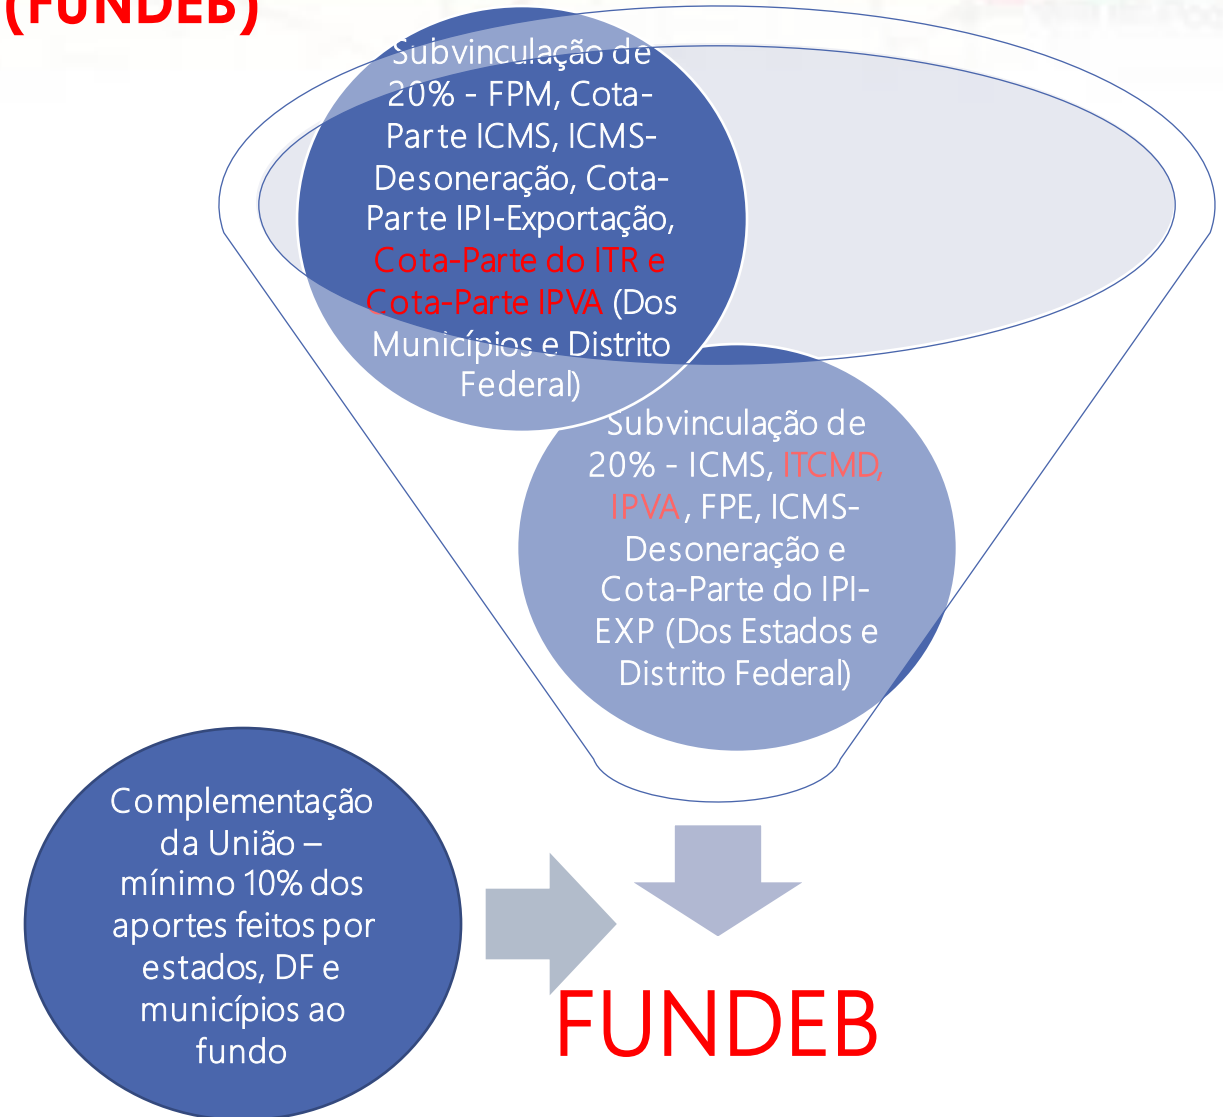 (FUNDEB)
Subvinculação de
20% - FPM, Cota-
Parte ICMS, ICMS-
Desoneração, Cota-
Parte IPI-Exportação,
Cota-Parte do ITR e
Cota-Parte IPVA (Dos
Municípios e Distrito
Federal)
Subvinculação de
20% - ICMS, ITCMD,
IPVA, FPE, ICMS-
Desoneração e
Cota-Parte do IPI-
EXP (Dos Estados e
Distrito Federal)
Complementação
da União –
mínimo 10% dos
aportes feitos por
estados, DF e
municípios ao
fundo
FUNDEB